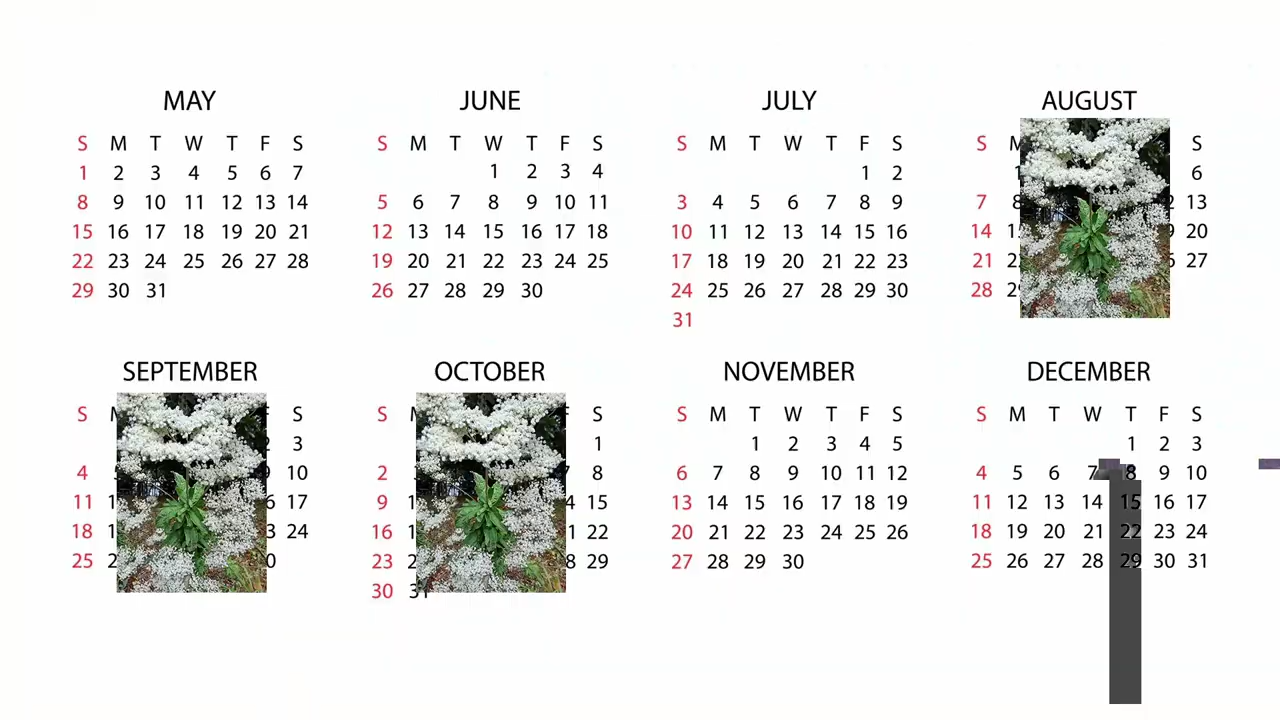 MAY JUNE JULY AUGUST
S M T W T F S S M T W T F S S M T W T F S S S
1 2 3 4 5 6 7 1 2 3 4 1 2 6
8 9 10 11 12 13 14 5 6 7 8 9 10 11 3 4 5 6 7 8 9 7 13
15 16 17 18 19 20 21 12 13 14 15 16 17 18 10 11 12 13 14 15 16 14 20
22 23 24 25 26 27 28 19 20 21 22 23 24 25 17 18 19 20 21 22 23 21 27
29 30 31 26 27 28 29 30 24 25 26 27 28 29 30 28
31
SEPTEMBER OCTOBER NOVEMBER DECEMBER
S S S S S M T W T F S S M T W T F S
3 1 1 2 3 4 5 1 2 3
4 10 2 8 6 7 8 9 10 11 12 4 5 6 7 8 9 10
11 17 9 15 13 14 15 16 17 18 19 11 12 13 14 15 16 17
18 24 16 22 20 21 22 23 24 25 26 18 19 20 21 22 23 24
25 23 29 27 28 29 30 25 26 27 28 29 30 31
30 31